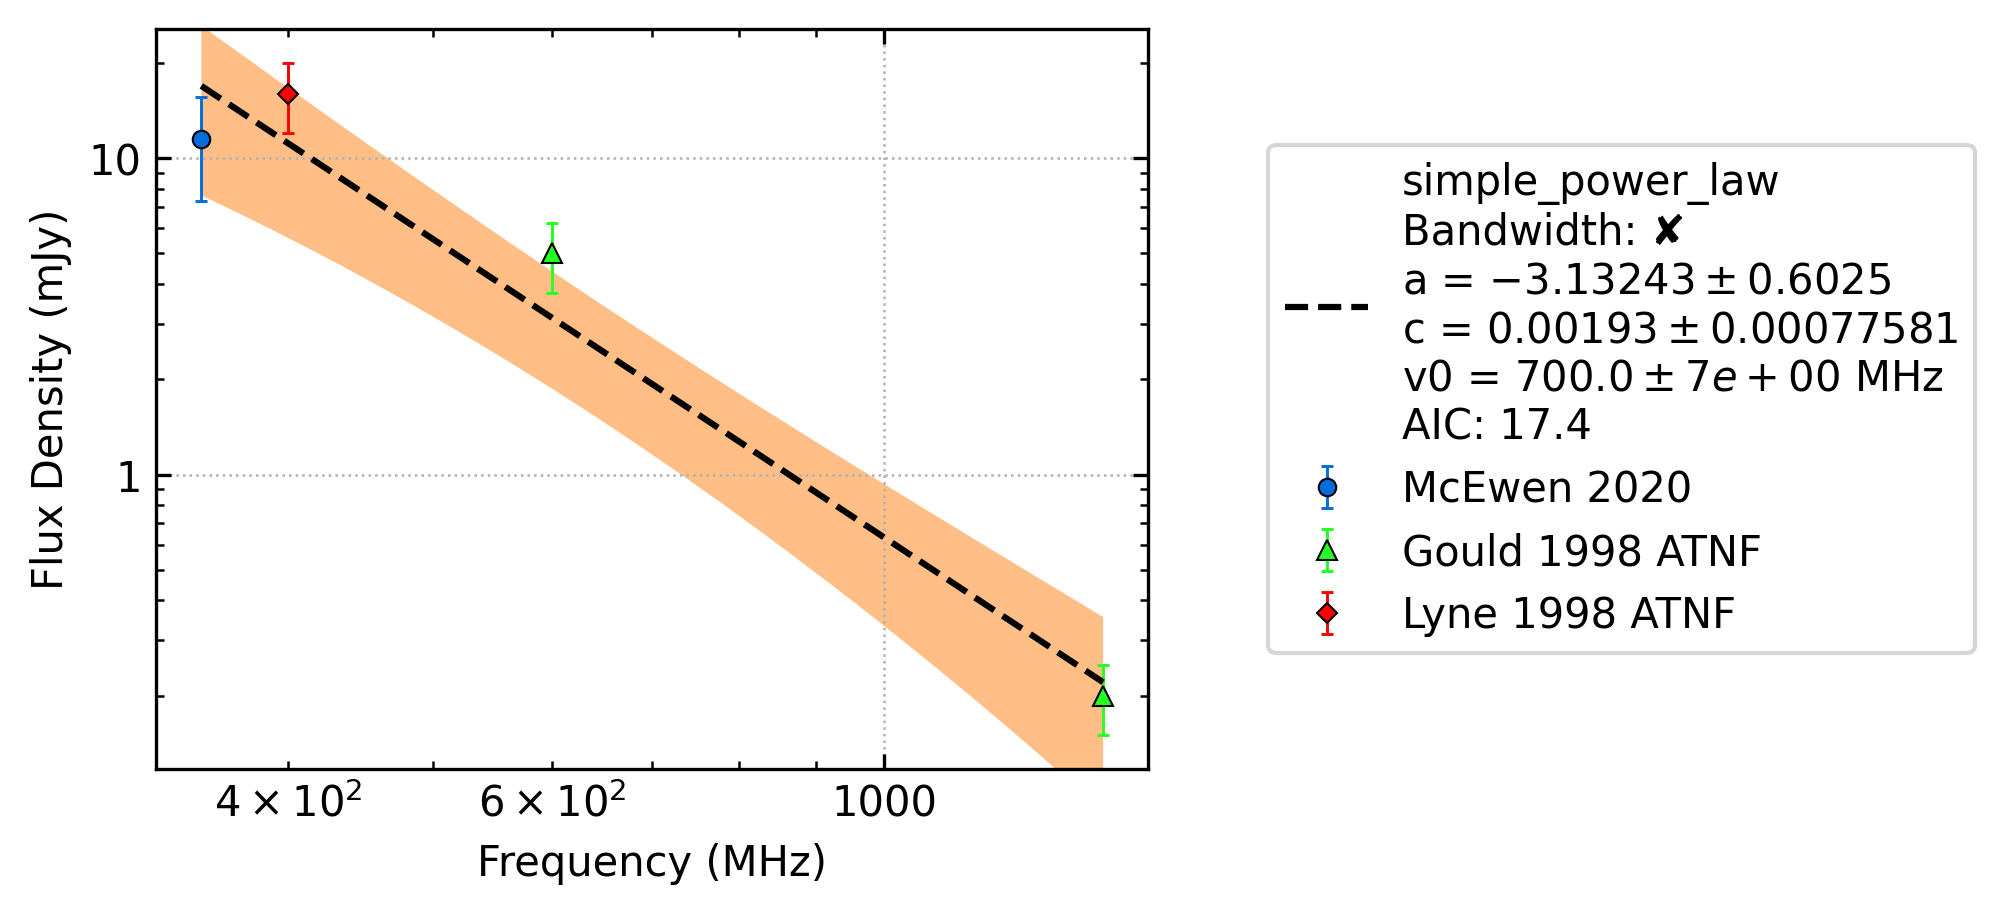 10
1
Flux Density (mJy)
4 × 10²
6 × 10²
1000
Frequency (MHz)
simple_power_law
Bandwidth: ✘
a = −3.13243 ± 0.6025
c = 0.00193 ± 0.00077581
v0 = 700.0 ± 7e + 00 MHz
AIC: 17.4
McEwen 2020
Gould 1998 ATNF
Lyne 1998 ATNF